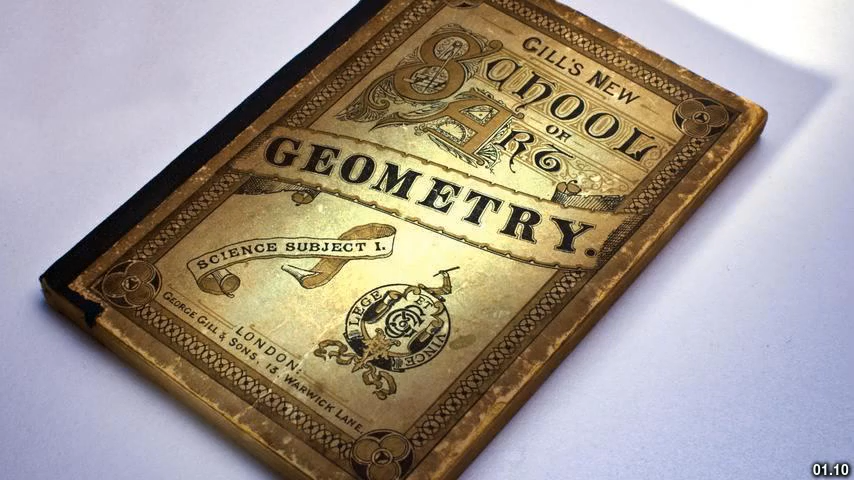 GILL'S NEW
SCHOOL
OF
ART
GEOMETRY.
SCIENCE SUBJECT I.
LEGE ET VINCE
LONDON:
GEORGE GILL & SONS, 13, WARWICK LANE.
01.10